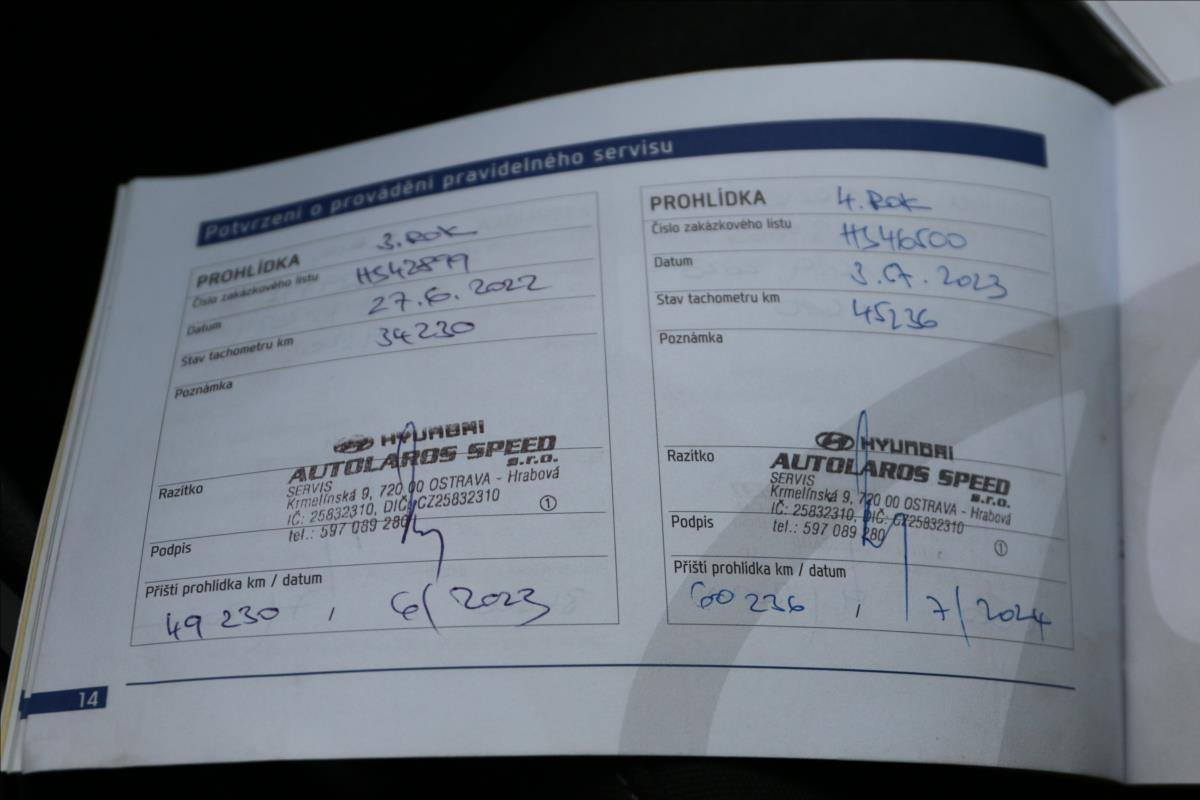 Potvrzení o provádění pravidelného servisu
PROHLÍDKA 3. ROK
Číslo zakázkového listu HS42899
Datum 27.6. 2022
Stav tachometru km 34230
Poznámka
Razítko
HYUNDAI
AUTOLAROS SPEED
s.r.o.
SERVIS
Krmelínská 9, 720 00 OSTRAVA - Hrabová
IČ: 25832310, DIČ: CZ25832310
tel.: 597 089 280
1
Podpis
Příští prohlídka km / datum
49 230 / 6/2023
PROHLÍDKA 4. ROK
Číslo zakázkového listu HS46500
Datum 3.7.2023
Stav tachometru km 45236
Poznámka
Razítko
HYUNDAI
AUTOLAROS SPEED
s.r.o.
SERVIS
Krmelínská 9, 720 00 OSTRAVA - Hrabová
IČ: 25832310, DIČ: CZ25832310
tel.: 597 089 280
1
Podpis
Příští prohlídka km / datum
60 236 / 7/2024
14